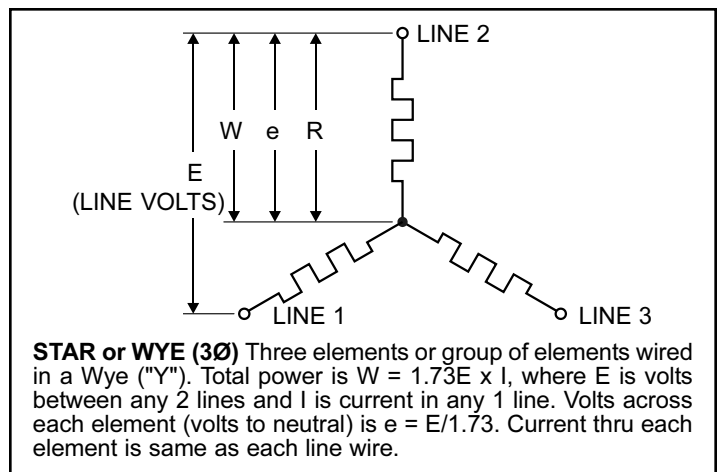 LINE 2
W e R
E
(LINE VOLTS)
LINE 1
LINE 3
STAR or WYE (3Ø) Three elements or group of elements wired
in a Wye ("Y"). Total power is W = 1.73E x I, where E is volts
between any 2 lines and I is current in any 1 line. Volts across
each element (volts to neutral) is e = E/1.73. Current thru each
element is same as each line wire.